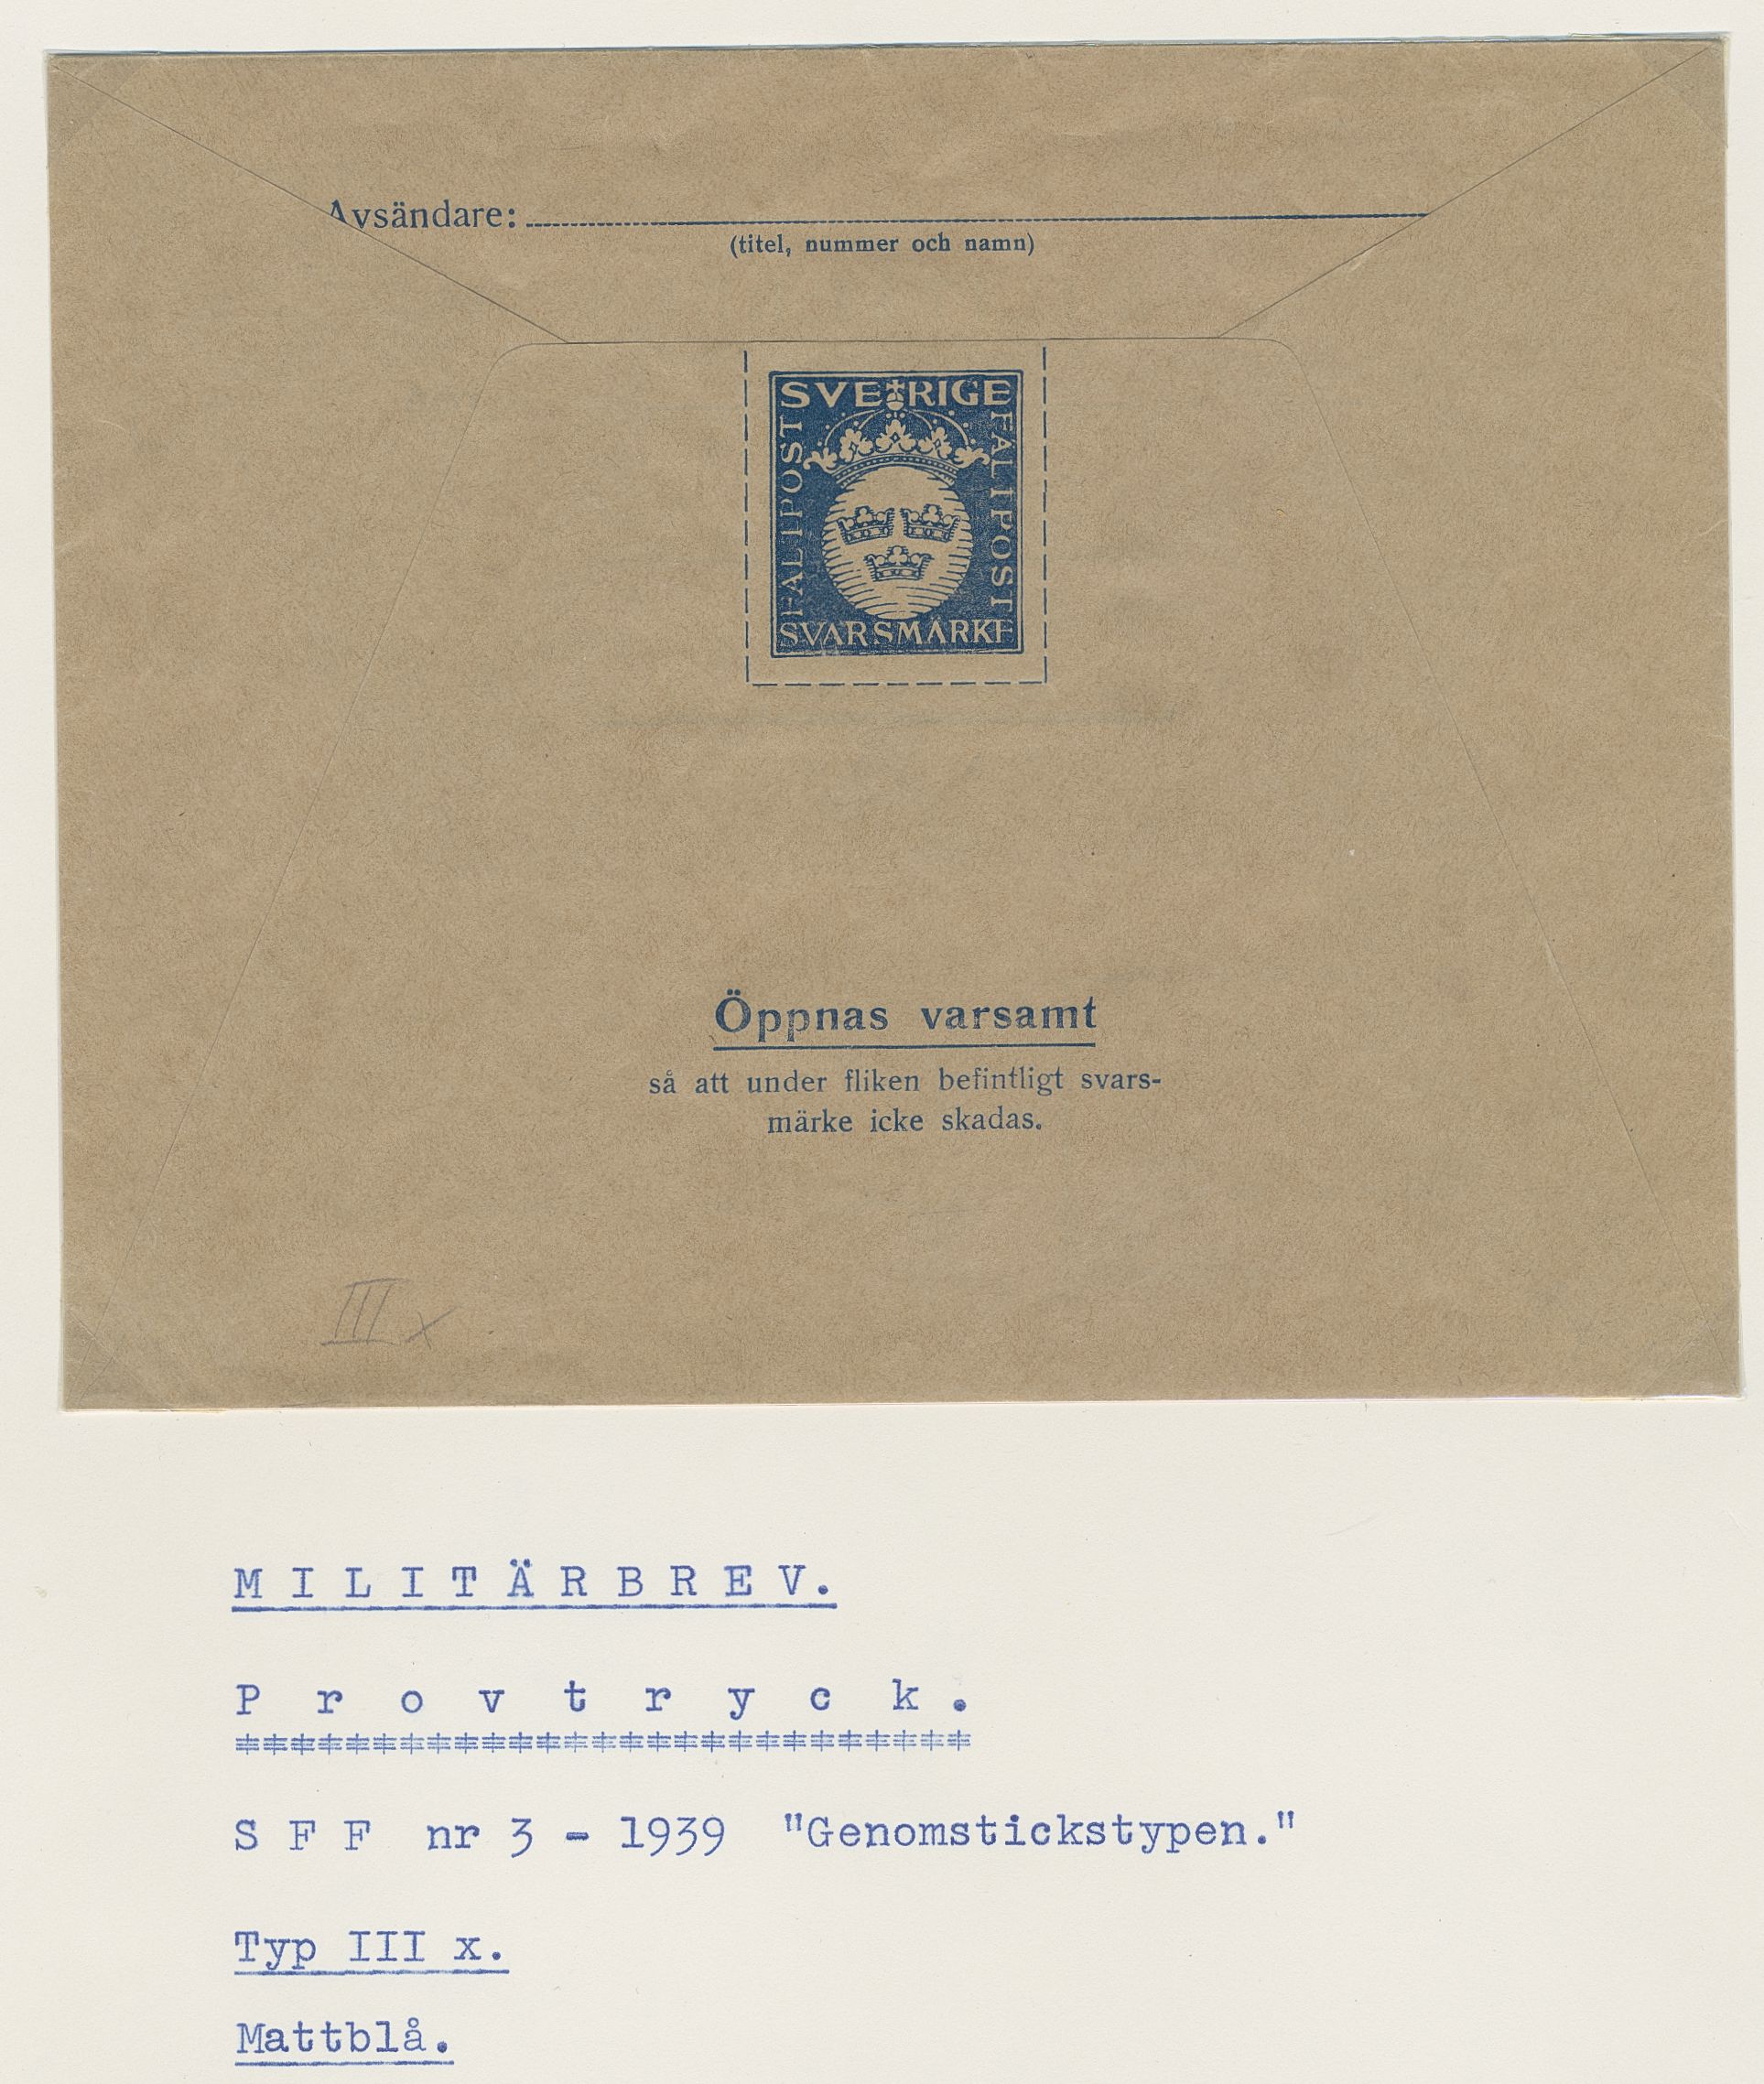 Avsändare:
(titel, nummer och namn)
SVERIGE
FÄLTPOST
FÄLTPOST
SVARSMÄRKE
Öppnas varsamt
så att under fliken befintligt svars-
märke icke skadas.
III x
MILITÄRBREV.
Provtryck.
SFF nr 3 - 1939 "Genomstickstypen."
Typ III x.
Mattblå.